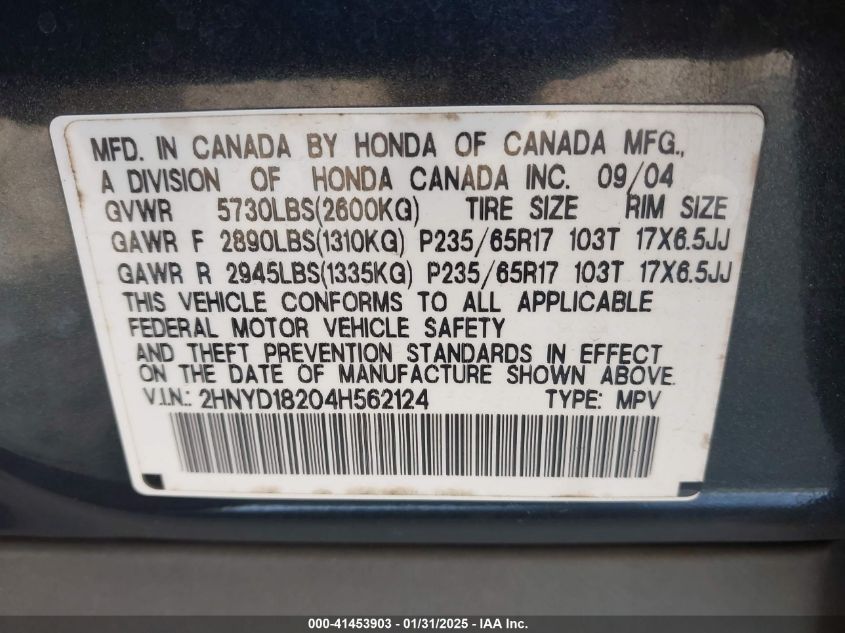 MFD. IN CANADA BY HONDA OF CANADA MFG.,
A DIVISION OF HONDA CANADA INC. 09/04
GVWR 5730LBS(2600KG) TIRE SIZE RIM SIZE
GAWR F 2890LBS(1310KG) P235/65R17 103T 17X6.5JJ
GAWR R 2945LBS(1335KG) P235/65R17 103T 17X6.5JJ
THIS VEHICLE CONFORMS TO ALL APPLICABLE
FEDERAL MOTOR VEHICLE SAFETY
AND THEFT PREVENTION STANDARDS IN EFFECT
ON THE DATE OF MANUFACTURE SHOWN ABOVE.
V.I.N.: 2HNYD18204H562124 TYPE: MPV
000-41453903 - 01/31/2025 - IAA Inc.